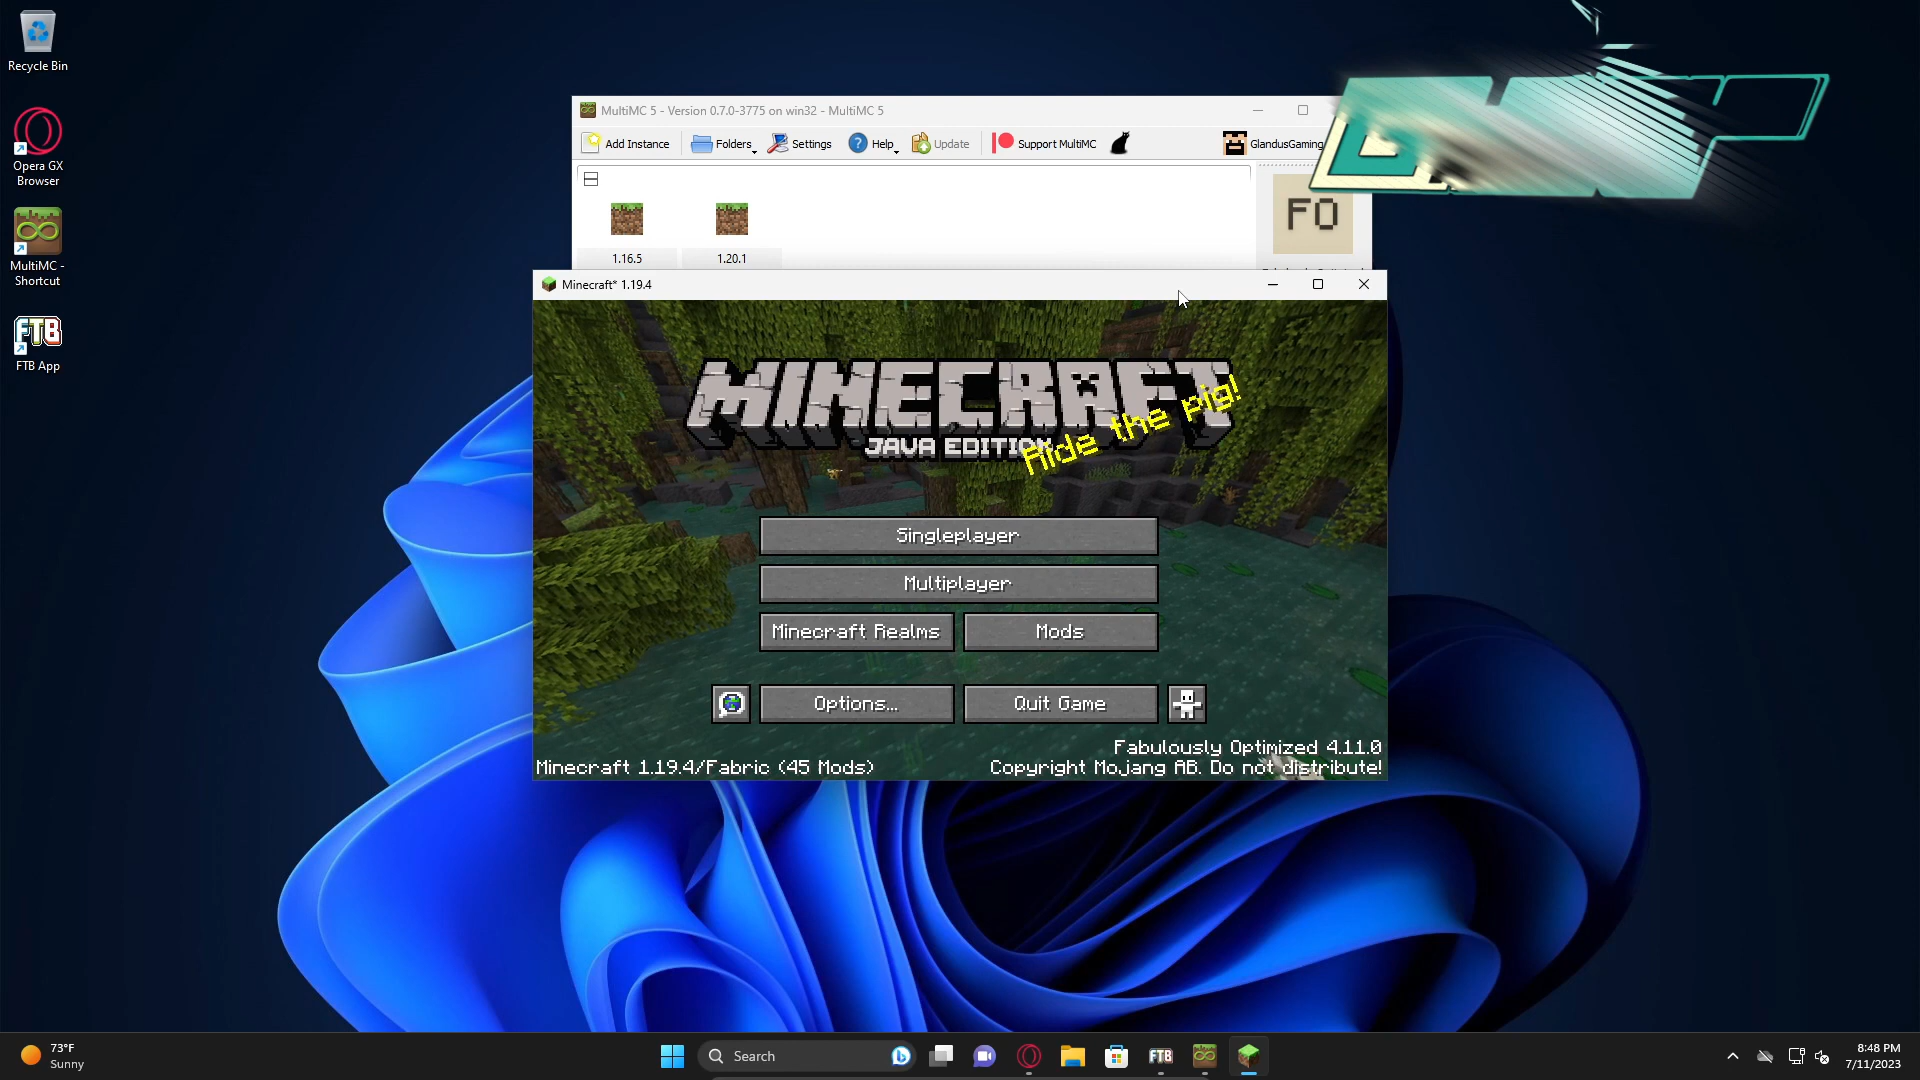 Recycle Bin
Opera GX
Browser
MultiMC -
Shortcut
FTB
FTB App
MultiMC 5 - Version 0.7.0-3775 on win32 - MultiMC 5
Add Instance
Folders
Settings
Help
Update
Support MultiMC
GlandusGaming
FO
1.16.5
1.20.1
Minecraft* 1.19.4
MINECRAFT
JAVA EDITION
Ride the pig!
Singleplayer
Multiplayer
Minecraft Realms
Mods
Options...
Quit Game
Fabulously Optimized 4.11.0
Minecraft 1.19.4/Fabric (45 Mods)
Copyright Mojang AB. Do not distribute!
73°F
Sunny
Search
FTB
8:48 PM
7/11/2023